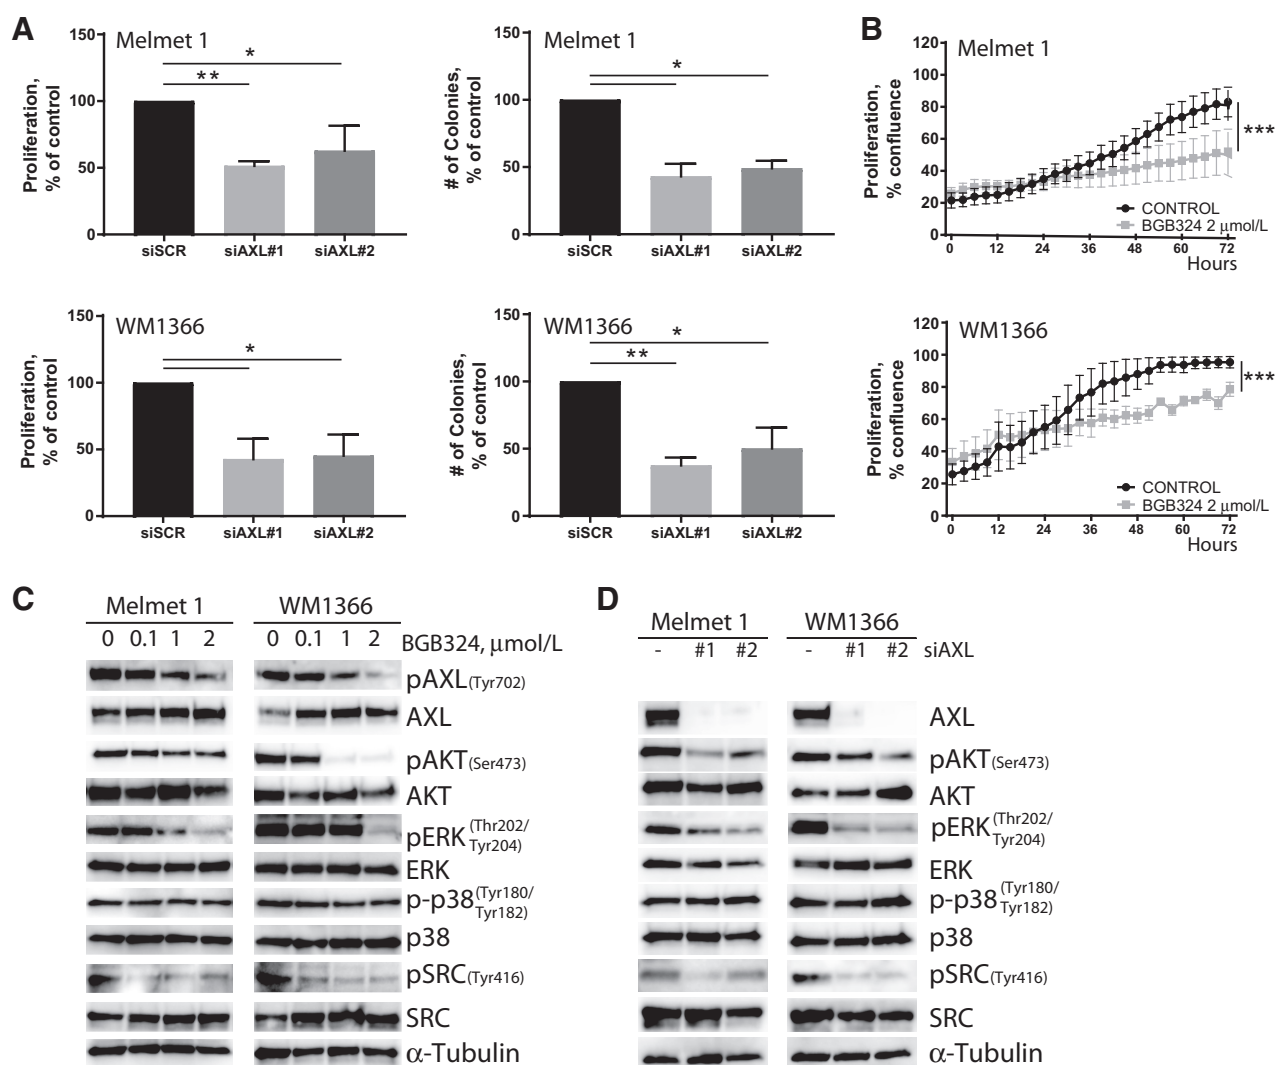 A
Melmet 1
Proliferation,
% of control
150
100
50
0
**
*
siSCR
siAXL#1
siAXL#2
Melmet 1
# of Colonies,
% of control
150
100
50
0
*
siSCR
siAXL#1
siAXL#2
WM1366
Proliferation,
% of control
150
100
50
0
*
siSCR
siAXL#1
siAXL#2
WM1366
# of Colonies,
% of control
150
100
50
0
*
**
siSCR
siAXL#1
siAXL#2
B
Melmet 1
Proliferation,
% confluence
120
100
80
60
40
20
0
***
CONTROL
BGB324 2 μmol/L
0 12 24 36 48 60 72
Hours
WM1366
Proliferation,
% confluence
120
100
80
60
40
20
0
***
CONTROL
BGB324 2 μmol/L
0 12 24 36 48 60 72
Hours
C
Melmet 1 WM1366
0 0.1 1 2 0 0.1 1 2 BGB324, μmol/L
pAXL(Tyr702)
AXL
pAKT(Ser473)
AKT
pERK(Thr202/
Tyr204)
ERK
p-p38(Tyr180/
Tyr182)
p38
pSRC(Tyr416)
SRC
α-Tubulin
D
Melmet 1 WM1366
- #1 #2 - #1 #2 siAXL
AXL
pAKT(Ser473)
AKT
pERK(Thr202/
Tyr204)
ERK
p-p38(Tyr180/
Tyr182)
p38
pSRC(Tyr416)
SRC
α-Tubulin